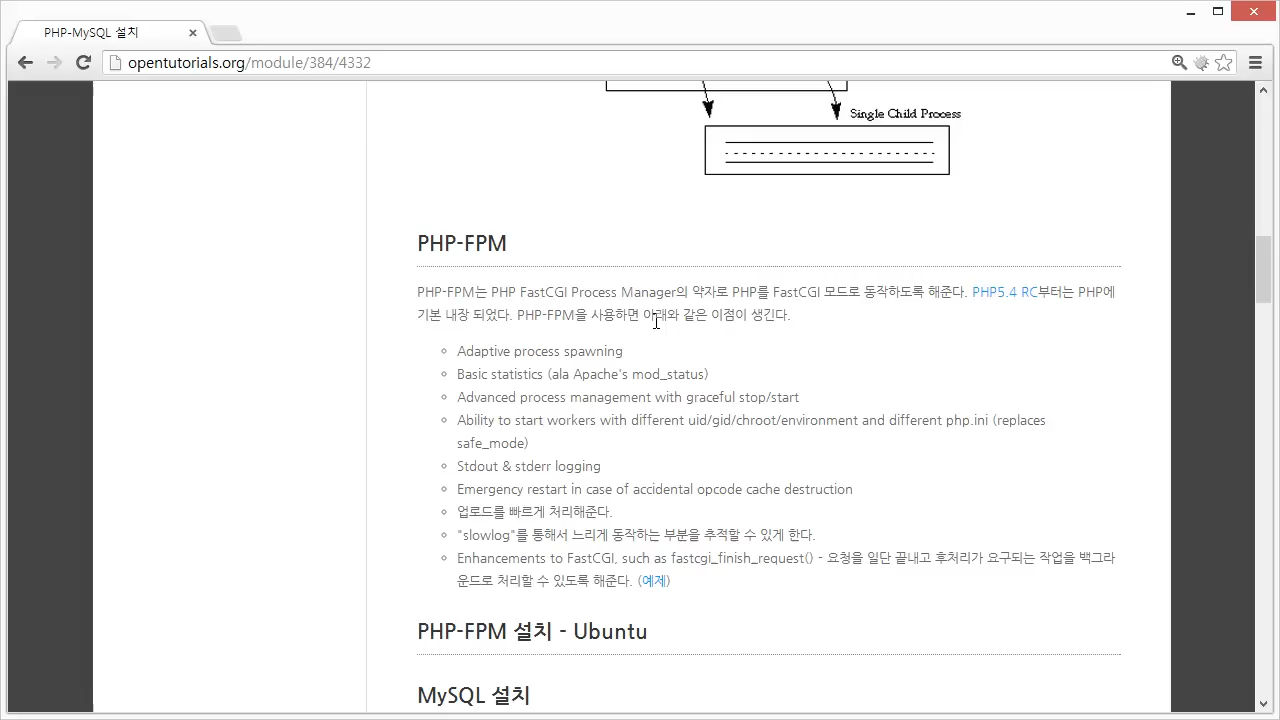 PHP-MySQL 설치
opentutorials.org/module/384/4332
Single Child Process
PHP-FPM
PHP-FPM는 PHP FastCGI Process Manager의 약자로 PHP를 FastCGI 모드로 동작하도록 해준다. PHP5.4 RC부터는 PHP에
기본 내장 되었다. PHP-FPM을 사용하면 아래와 같은 이점이 생긴다.
Adaptive process spawning
Basic statistics (ala Apache's mod_status)
Advanced process management with graceful stop/start
Ability to start workers with different uid/gid/chroot/environment and different php.ini (replaces
safe_mode)
Stdout & stderr logging
Emergency restart in case of accidental opcode cache destruction
업로드를 빠르게 처리해준다.
"slowlog"를 통해서 느리게 동작하는 부분을 추적할 수 있게 한다.
Enhancements to FastCGI, such as fastcgi_finish_request() - 요청을 일단 끝내고 후처리가 요구되는 작업을 백그라
운드로 처리할 수 있도록 해준다. (예제)
PHP-FPM 설치 - Ubuntu
MySQL 설치